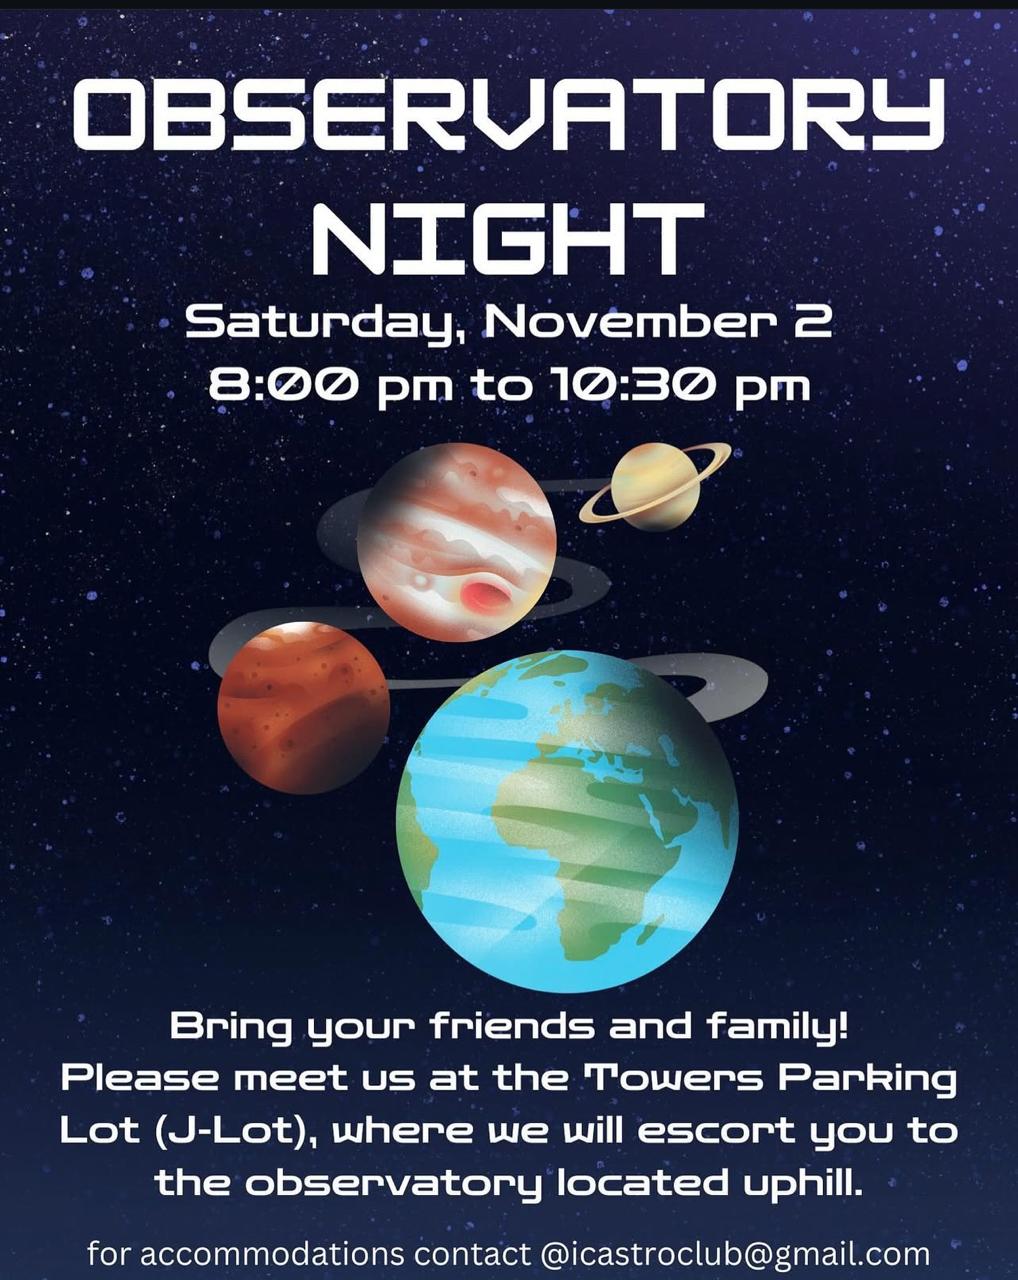 OBSERVATORY
NIGHT
Saturday, November 2
8:00 pm to 10:30 pm
Bring your friends and family!
Please meet us at the Towers Parking
Lot (J-Lot), where we will escort you to
the observatory located uphill.
for accommodations contact @icastroclub@gmail.com